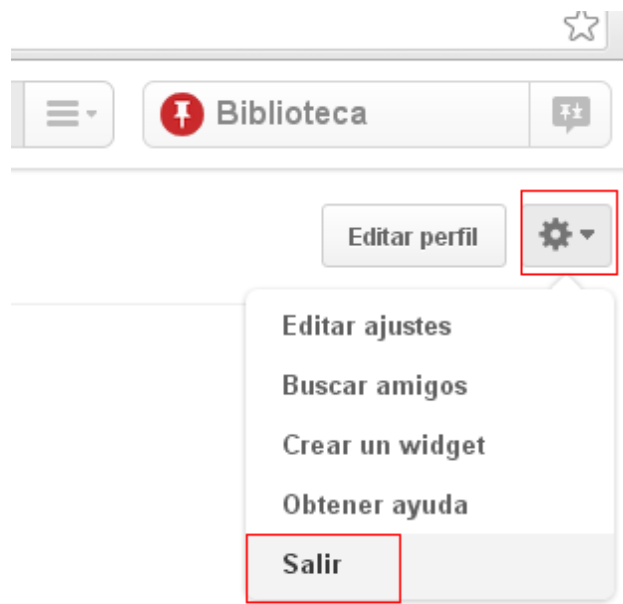 Biblioteca
Editar perfil
Editar ajustes
Buscar amigos
Crear un widget
Obtener ayuda
Salir